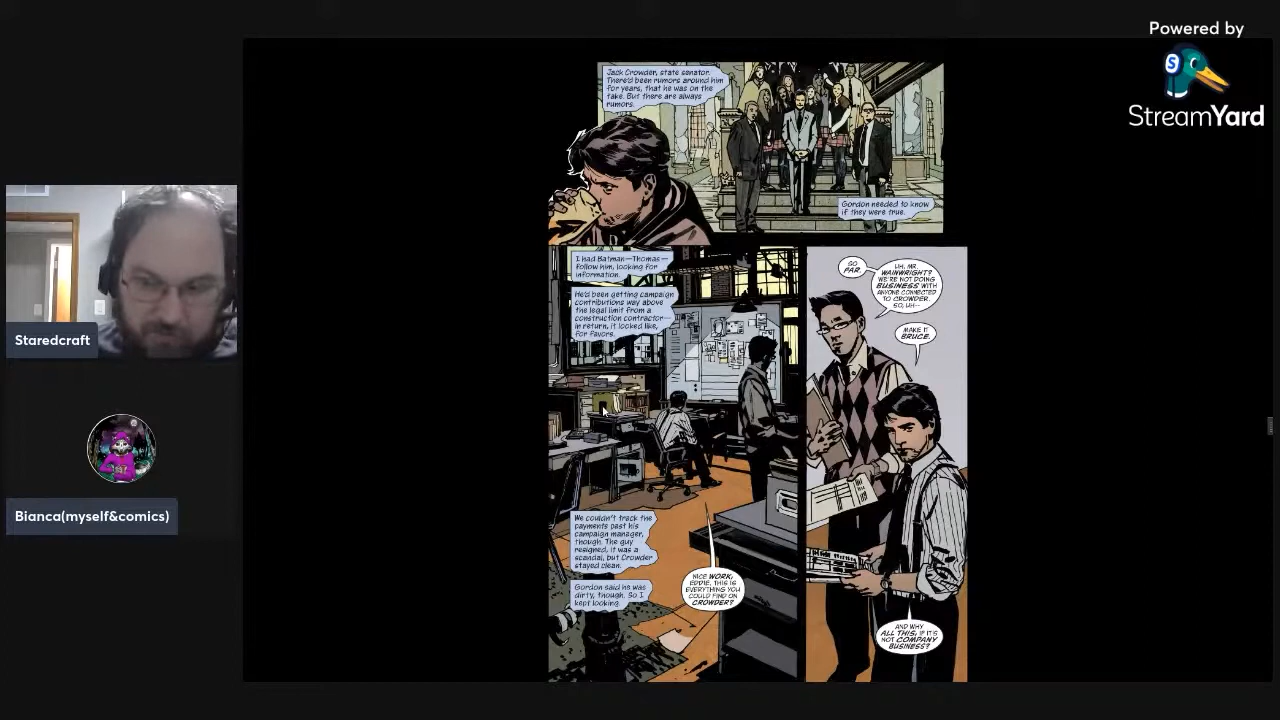 Powered by
StreamYard
Staredcraft
Bianca(myself&comics)
Jack Crowder, state senator.
There'd been rumors around him
for years, that he was on the
take. But there are always
rumors.
Gordon needed to know
if they were true.
I had Batman—Thomas—
follow him, looking for
information.
He'd been getting campaign
contributions way above
the legal limit from a
construction contractor—
in return, it looked like,
for favors.
We couldn't track the
payments past his
campaign manager,
though. The guy
resigned, it was a
scandal, but Crowder
stayed clean.
Gordon said he was
dirty, though. So I
kept looking.
NICE WORK,
EDDIE. THIS IS
EVERYTHING YOU
COULD FIND ON
CROWDER?
SO
FAR.
UH, MR.
WAINWRIGHT?
WE'RE NOT DOING
BUSINESS WITH
ANYONE CONNECTED
TO CROWDER.
SO, UH—
MAKE IT
BRUCE.
AND WHY
ALL THIS, IF IT IS
NOT COMPANY
BUSINESS?